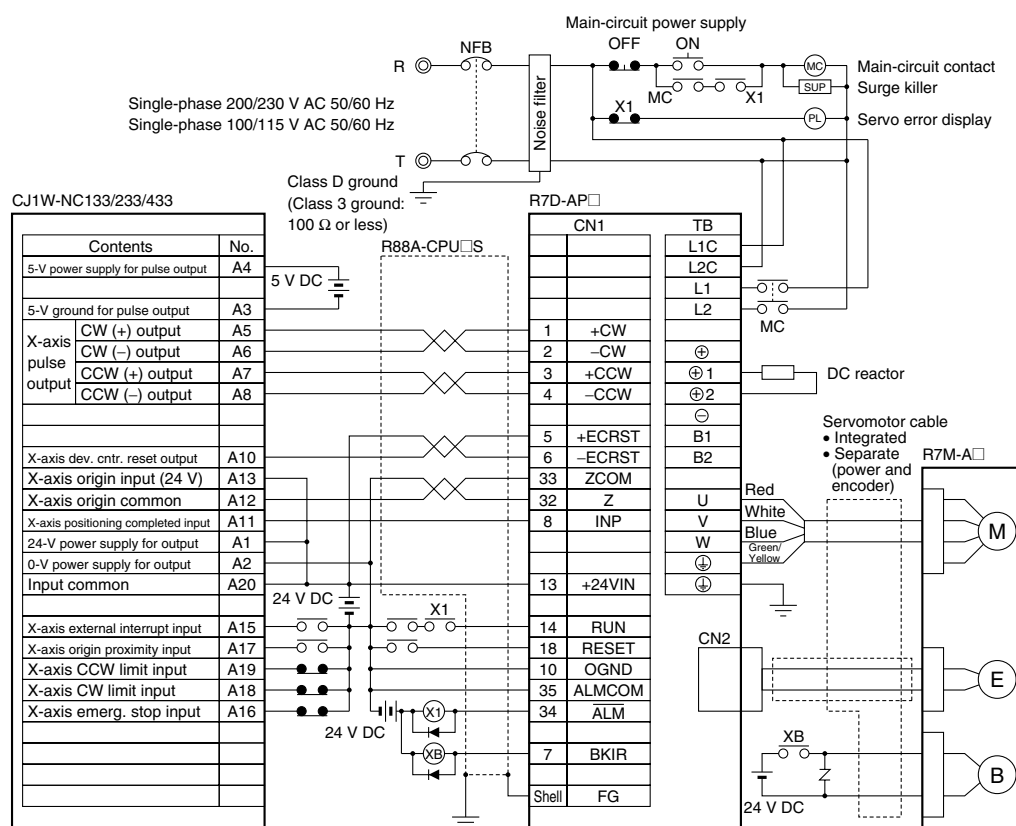 Main-circuit power supply
NFB
OFF ON
R
MC
Main-circuit contact
SUP
Surge killer
MC X1
Single-phase 200/230 V AC 50/60 Hz
Single-phase 100/115 V AC 50/60 Hz
Noise filter
X1
PL
Servo error display
T
Class D ground
(Class 3 ground:
100 Ω or less)
CJ1W-NC133/233/433
R7D-AP□
R88A-CPU□S
CN1 TB
Contents No.
L1C
5-V power supply for pulse output A4
5 V DC
L2C
L1
5-V ground for pulse output A3
L2
MC
X-axis pulse output
CW (+) output A5
1 +CW
CW (−) output A6
2 −CW
⊕
CCW (+) output A7
3 +CCW
⊕ 1
DC reactor
CCW (−) output A8
4 −CCW
⊕ 2
⊖
Servomotor cable
• Integrated
• Separate
(power and
encoder)
R7M-A□
5 +ECRST B1
X-axis dev. cntr. reset output A10
6 −ECRST B2
X-axis origin input (24 V) A13
33 ZCOM
X-axis origin common A12
32 Z U
Red
X-axis positioning completed input A11
8 INP V
White
24-V power supply for output A1
W
Blue
M
0-V power supply for output A2
Green/
Yellow
Input common A20
24 V DC
13 +24VIN
X1
X-axis external interrupt input A15
14 RUN
CN2
X-axis origin proximity input A17
18 RESET
X-axis CCW limit input A19
10 OGND
E
X-axis CW limit input A18
35 ALMCOM
X-axis emerg. stop input A16
24 V DC
X1
34 ALM
XB
7 BKIR
XB
24 V DC
B
Shell FG